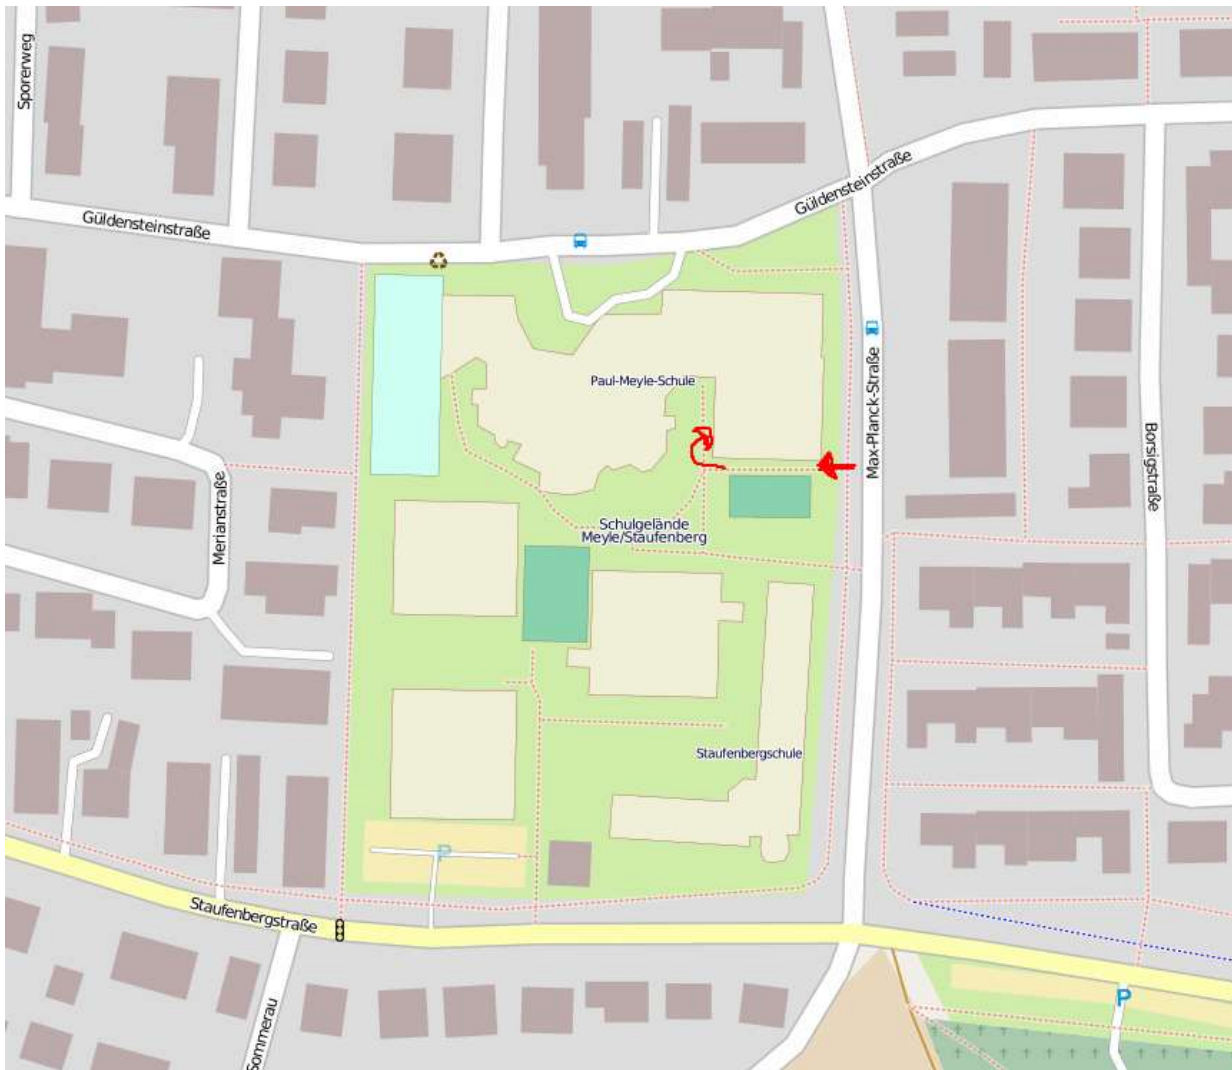 Sporerweg
Güldensteinstraße
Güldensteinstraße
Paul-Meyle-Schule
Max-Planck-Straße
Borsigstraße
Merianstraße
Schulgelände
Meyle/Staufenberg
Staufenbergschule
P
Staufenbergstraße
Sommerau
P